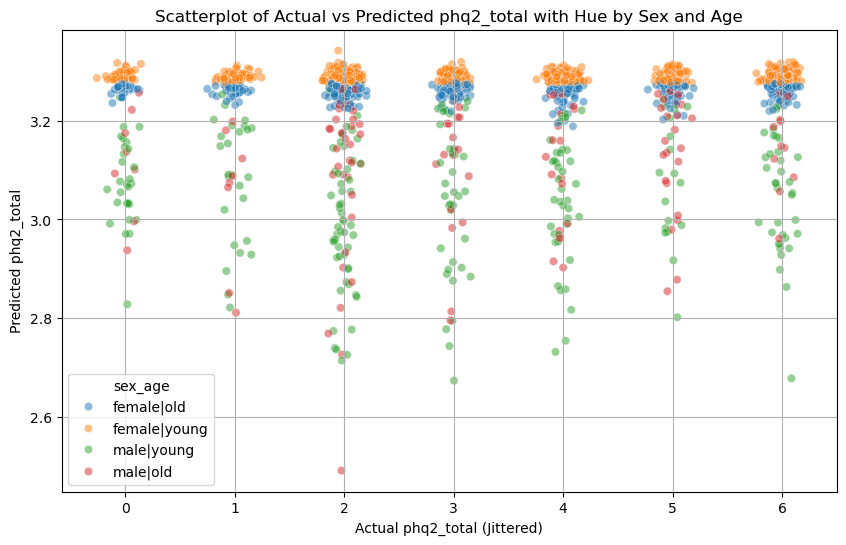 Scatterplot of Actual vs Predicted phq2_total with Hue by Sex and Age
Predicted phq2_total
3.2
3.0
2.8
2.6
sex_age
female|old
female|young
male|young
male|old
0 1 2 3 4 5 6
Actual phq2_total (Jittered)